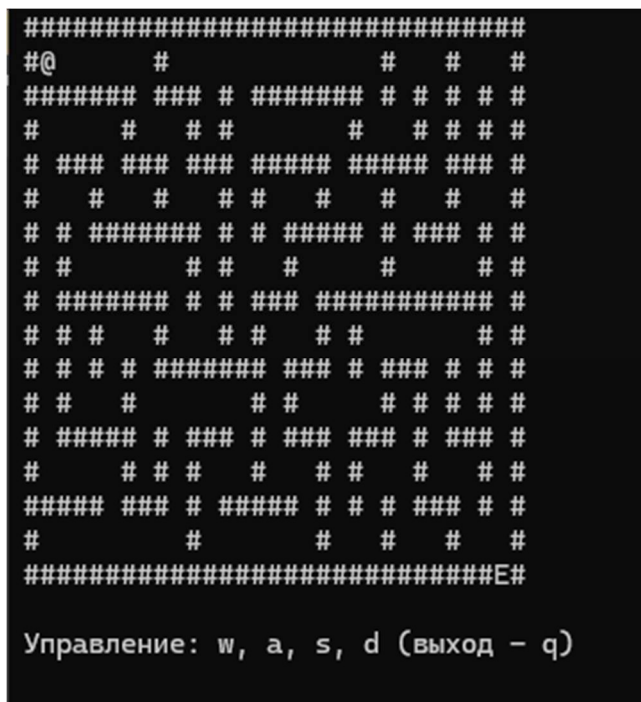 ###############################
#@      #             #   #   #
####### ### # ####### # # # # #
#     #   # #       #   # # # #
# ### ### ### ##### ##### ### #
#   #   #   # #   #   #   #   #
# # ####### # # ##### # ### # #
# #       # #   #     #     # #
# ####### # # ### ########### #
# # #   #   # #   # #       # #
# # # # ####### ### # ### # # #
# #   #       # #     # # # # #
# ##### # ### # ### ### # ### #
#     # # #   #   # #   #   # #
##### ### # ##### # # # ### # #
#         #       #   #   #   #
#############################E#
Управление: w, a, s, d (выход – q)